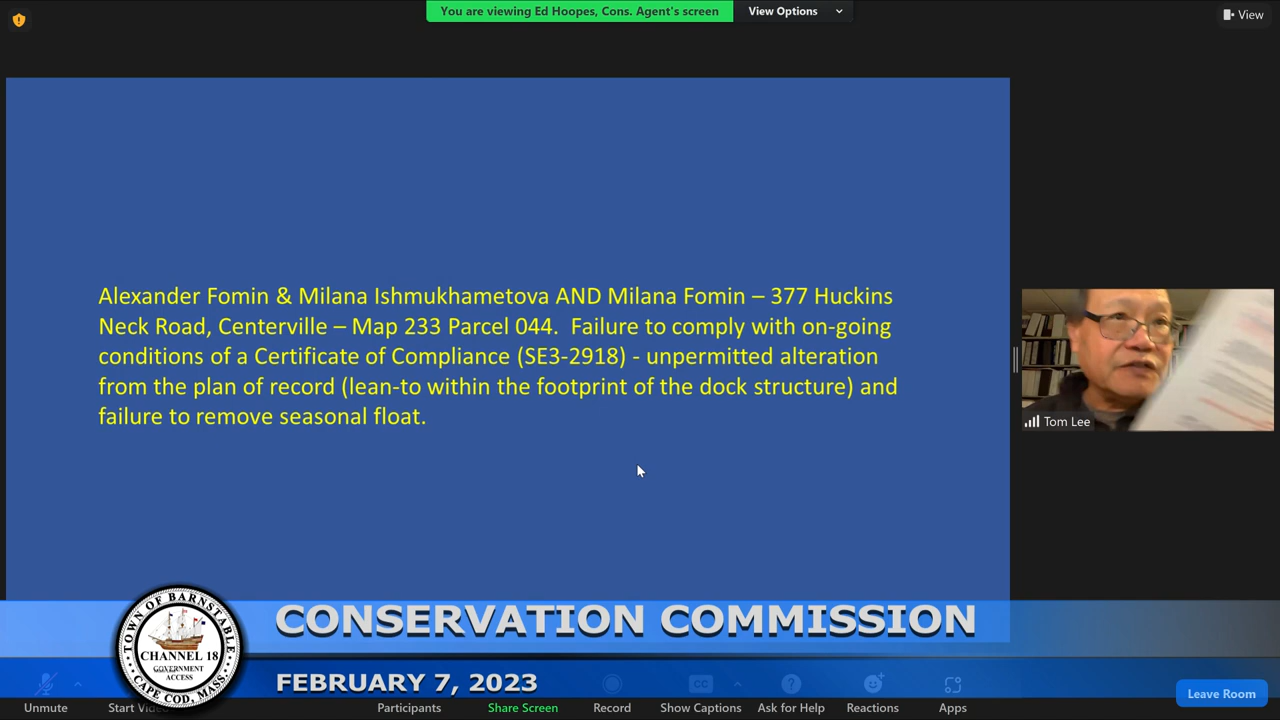 You are viewing Ed Hoopes, Cons. Agent's screen
View Options
View
Alexander Fomin & Milana Ishmukhametova AND Milana Fomin – 377 Huckins
Neck Road, Centerville – Map 233 Parcel 044.  Failure to comply with on-going
conditions of a Certificate of Compliance (SE3-2918) - unpermitted alteration
from the plan of record (lean-to within the footprint of the dock structure) and
failure to remove seasonal float.
Tom Lee
TOWN OF BARNSTABLE
CHANNEL 18
GOVERNMENT
ACCESS
CAPE COD, MASS.
CONSERVATION COMMISSION
FEBRUARY 7, 2023
CC
Unmute
Start Vid
Participants
Share Screen
Record
Show Captions
Ask for Help
Reactions
Apps
Leave Room